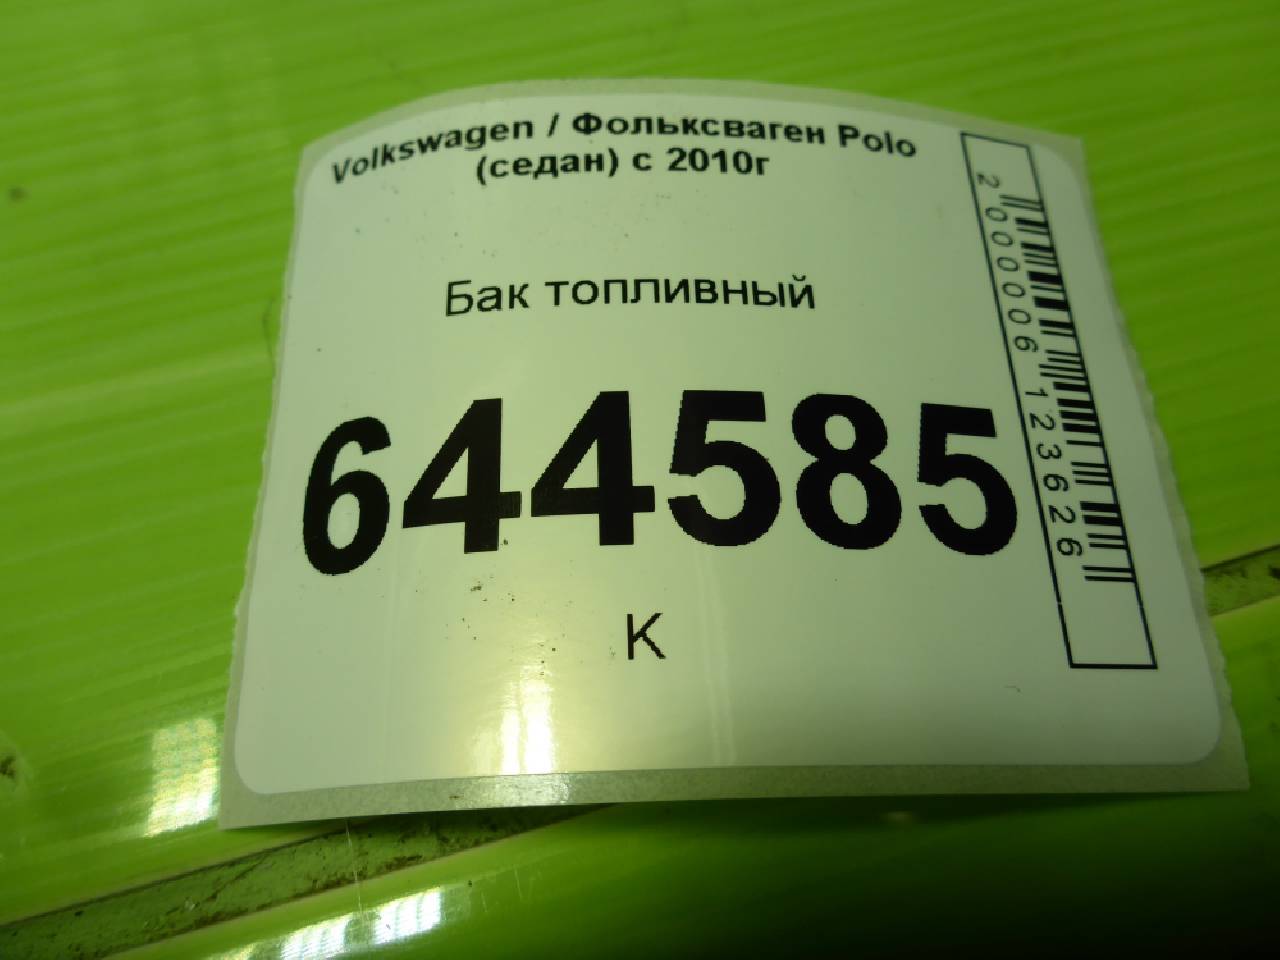 Volkswagen / Фольксваген Polo
(седан) с 2010г
Бак топливный
644585
К
2000006123626